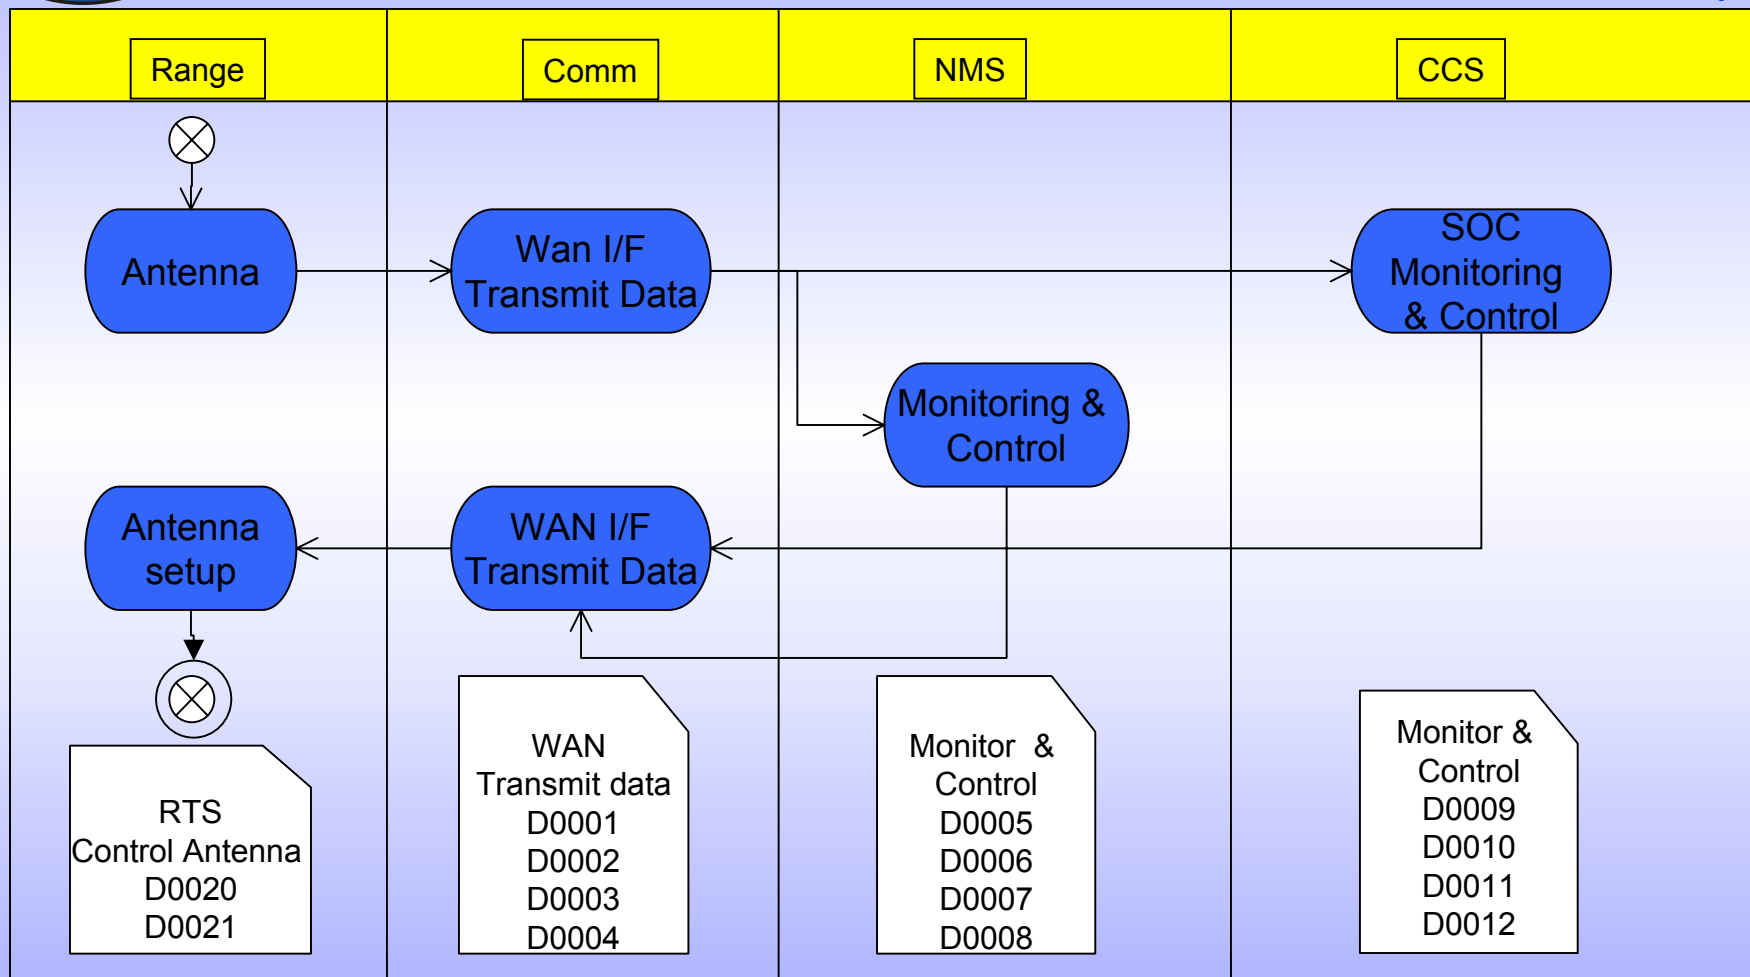 Range
Comm
NMS
CCS
Antenna
Wan I/F
Transmit Data
SOC
Monitoring
& Control
Monitoring &
Control
Antenna
setup
WAN I/F
Transmit Data
RTS
Control Antenna
D0020
D0021
WAN
Transmit data
D0001
D0002
D0003
D0004
Monitor &
Control
D0005
D0006
D0007
D0008
Monitor &
Control
D0009
D0010
D0011
D0012